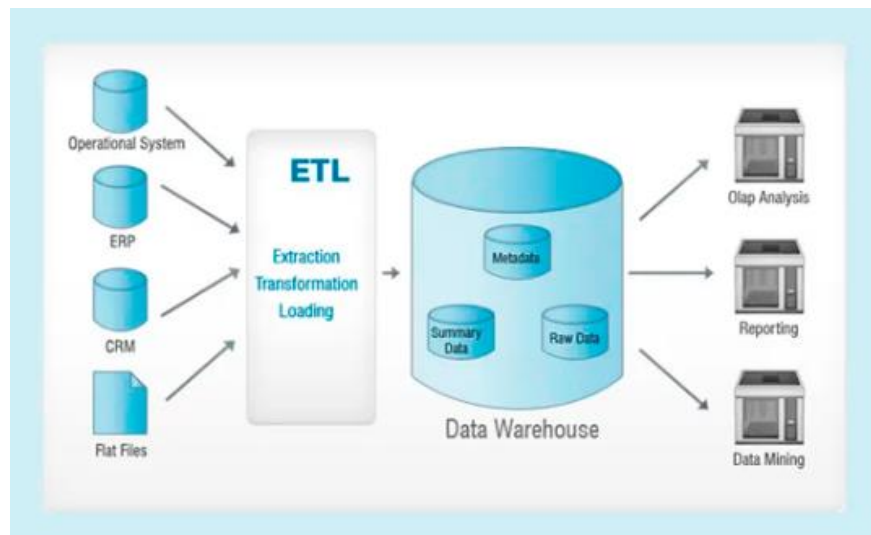 Operational System
ERP
CRM
Flat Files
ETL
Extraction
Transformation
Loading
Metadata
Summary
Data
Raw Data
Data Warehouse
Olap Analysis
Reporting
Data Mining